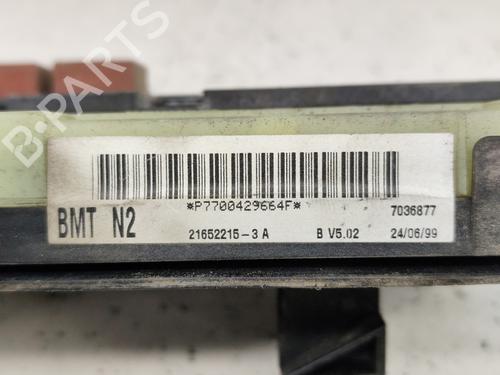 B-PARTS
*P7700429664F*
7036877
BMT N2
21652215-3 A
B V5.02
24/06/99